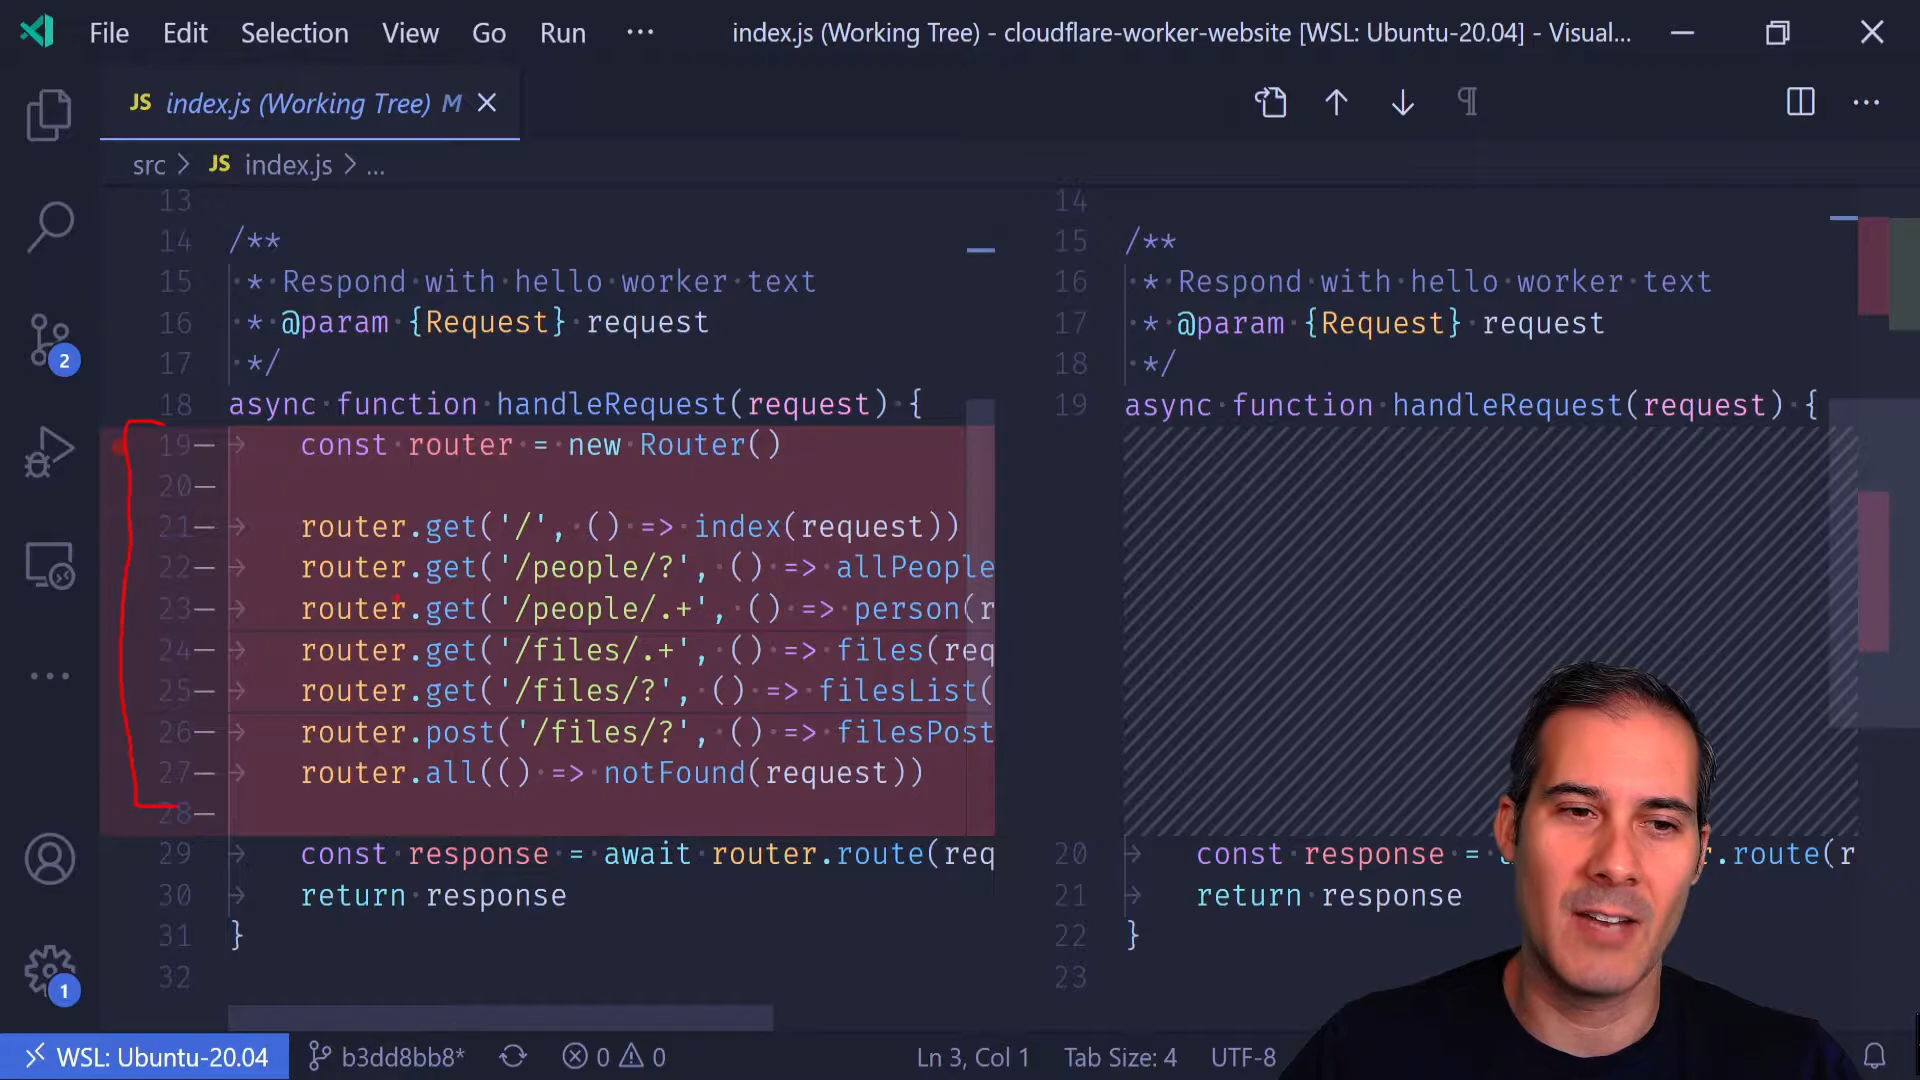 File Edit Selection View Go Run ··· index.js (Working Tree) - cloudflare-worker-website [WSL: Ubuntu-20.04] - Visual...
JS index.js (Working Tree) M
src > JS index.js > ...
13
14 /**
15 * Respond with hello worker text
16 * @param {Request} request
17 */
18 async function handleRequest(request) {
19— const router = new Router()
20—
21— router.get('/', () => index(request))
22— router.get('/people/?', () => allPeople
23— router.get('/people/.+', () => person(r
24— router.get('/files/.+', () => files(req
25— router.get('/files/?', () => filesList(
26— router.post('/files/?', () => filesPost
27— router.all(() => notFound(request))
28—
29 const response = await router.route(req
30 return response
31 }
32
14
15 /**
16 * Respond with hello worker text
17 * @param {Request} request
18 */
19 async function handleRequest(request) {
20 const response = r.route(r
21 return response
22 }
23
2
1
WSL: Ubuntu-20.04 b3dd8bb8* 0 0 Ln 3, Col 1 Tab Size: 4 UTF-8